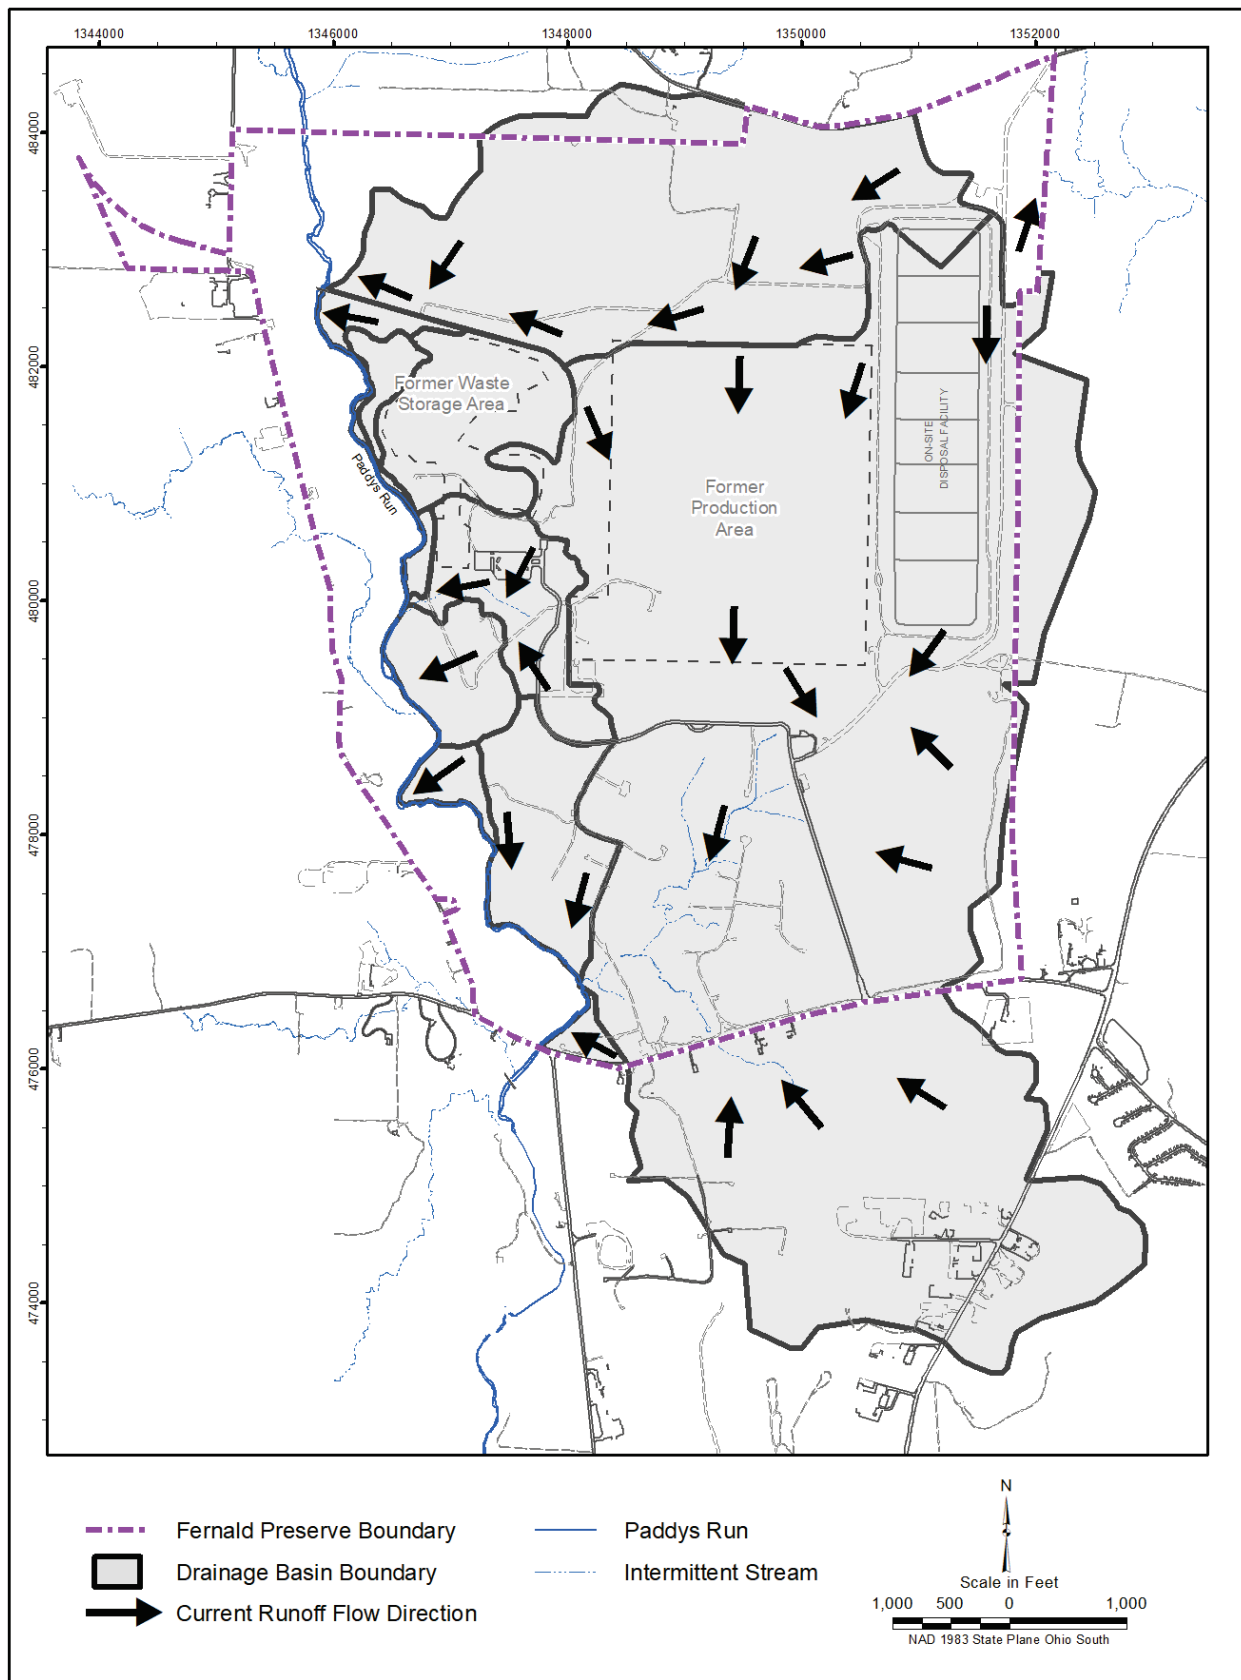 1344000
1346000
1348000
1350000
1352000
484000
482000
480000
478000
476000
474000
Former Waste
Storage Area
Paddys Run
Former
Production
Area
ON-SITE
DISPOSAL FACILITY
Fernald Preserve Boundary
Drainage Basin Boundary
Current Runoff Flow Direction
Paddys Run
Intermittent Stream
N
Scale in Feet
1,000 500 0 1,000
NAD 1983 State Plane Ohio South